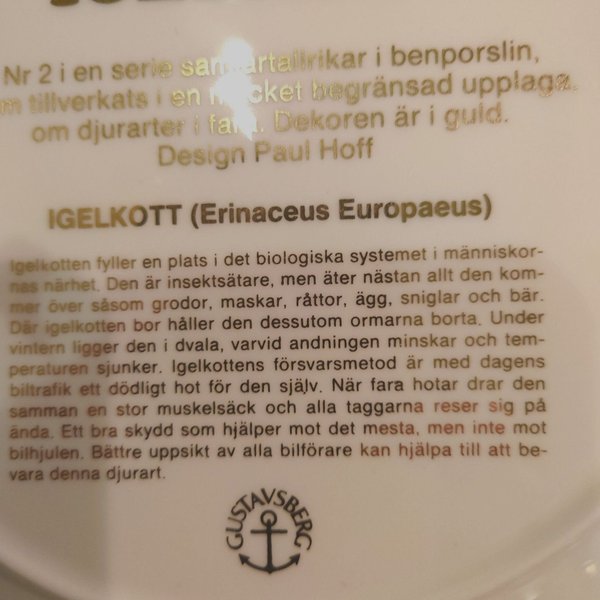 Nr 2 i en serie samlartallrikar i benporslin,
som tillverkats i en mycket begränsad upplaga.
om djurarter i fara. Dekoren är i guld.
Design Paul Hoff
IGELKOTT (Erinaceus Europaeus)
Igelkotten fyller en plats i det biologiska systemet i människor-
nas närhet. Den är insektsätare, men äter nästan allt den kom-
mer över såsom grodor, maskar, råttor, ägg, sniglar och bär.
Där igelkotten bor håller den dessutom ormarna borta. Under
vintern ligger den i dvala, varvid andningen minskar och tem-
peraturen sjunker. Igelkottens försvarsmetod är med dagens
biltrafik ett dödligt hot för den själv. När fara hotar drar den
samman en stor muskelsäck och alla taggarna reser sig på
ända. Ett bra skydd som hjälper mot det mesta, men inte mot
bilhjulen. Bättre uppsikt av alla bilförare kan hjälpa till att be-
vara denna djurart.
GUSTAVSBERG